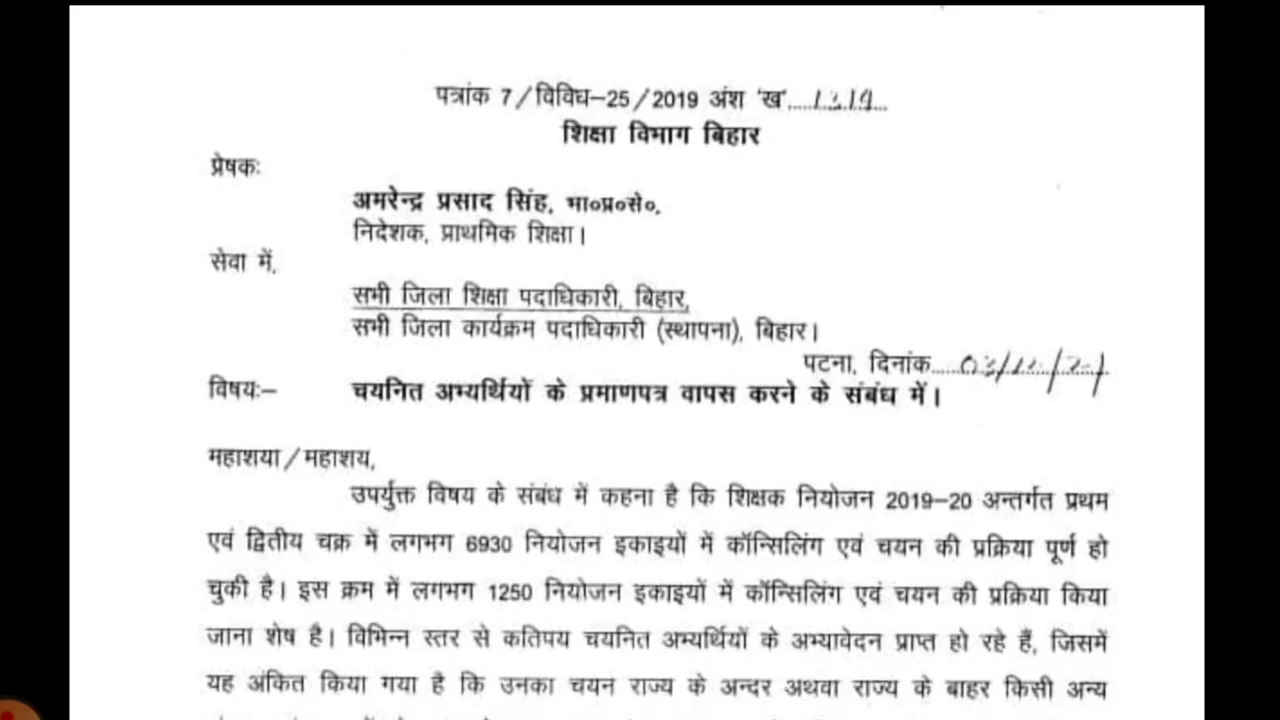 पत्रांक 7/विविध–25/2019 अंश 'ख'.....1319...
शिक्षा विभाग बिहार
प्रेषकः
अमरेन्द्र प्रसाद सिंह, भा०प्र०से०,
निदेशक, प्राथमिक शिक्षा।
सेवा में,
सभी जिला शिक्षा पदाधिकारी, बिहार,
सभी जिला कार्यक्रम पदाधिकारी (स्थापना), बिहार।
पटना, दिनांक
विषयः– चयनित अभ्यर्थियों के प्रमाणपत्र वापस करने के संबंध में।
महाशया/महाशय,
उपर्युक्त विषय के संबंध में कहना है कि शिक्षक नियोजन 2019–20 अन्तर्गत प्रथम
एवं द्वितीय चक्र में लगभग 6930 नियोजन इकाइयों में कॉन्सिलिंग एवं चयन की प्रक्रिया पूर्ण हो
चुकी है। इस क्रम में लगभग 1250 नियोजन इकाइयों में कॉन्सिलिंग एवं चयन की प्रक्रिया किया
जाना शेष है। विभिन्न स्तर से कतिपय चयनित अभ्यर्थियों के अभ्यावेदन प्राप्त हो रहे हैं, जिसमें
यह अंकित किया गया है कि उनका चयन राज्य के अन्दर अथवा राज्य के बाहर किसी अन्य